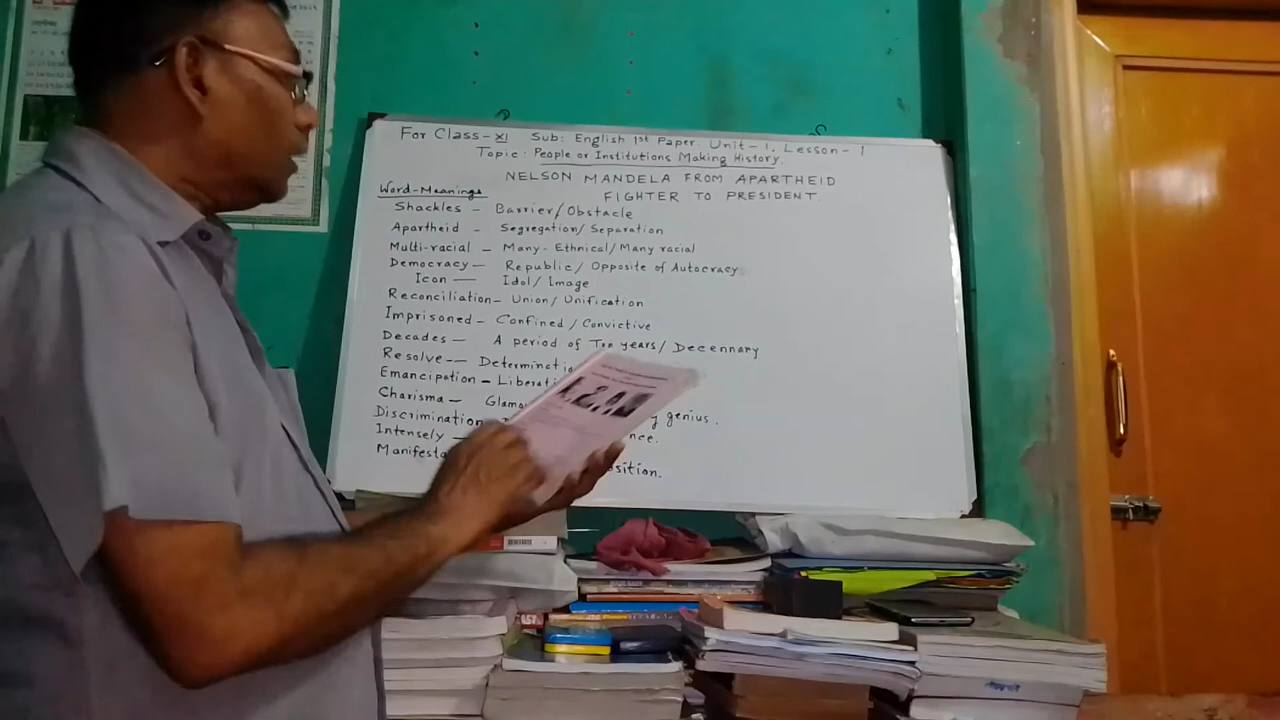 For Class-XI Sub: English 1st Paper Unit-1. Lesson-1
Topic: People or Institutions Making History.
NELSON MANDELA FROM APARTHEID
FIGHTER TO PRESIDENT.
Word-Meanings
Shackles - Barrier/Obstacle
Apartheid - Segregation/Separation
Multi-racial - Many-Ethnical/Many racial
Democracy - Republic/Opposite of Autocracy
Icon - Idol/Image
Reconciliation - Union/Unification
Imprisoned - Confined/Convictive
Decades - A period of Ten years/Decennary
Resolve - Determinati
Emancipation - Liberati
Charisma - Glamo
Discrimination genius.
Intensely - nce.
Manifesta sition.